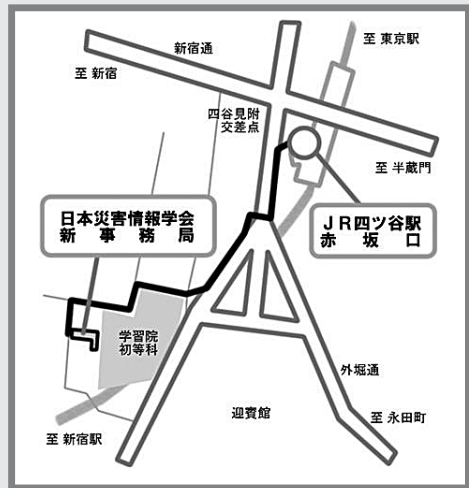 至 東京駅
新宿通
至 新宿
四谷見附
交差点
至 半蔵門
日本災害情報学会
新 事 務 局
JR四ツ谷駅
赤 坂 口
学習院
初等科
外堀通
迎賓館
至 永田町
至 新宿駅